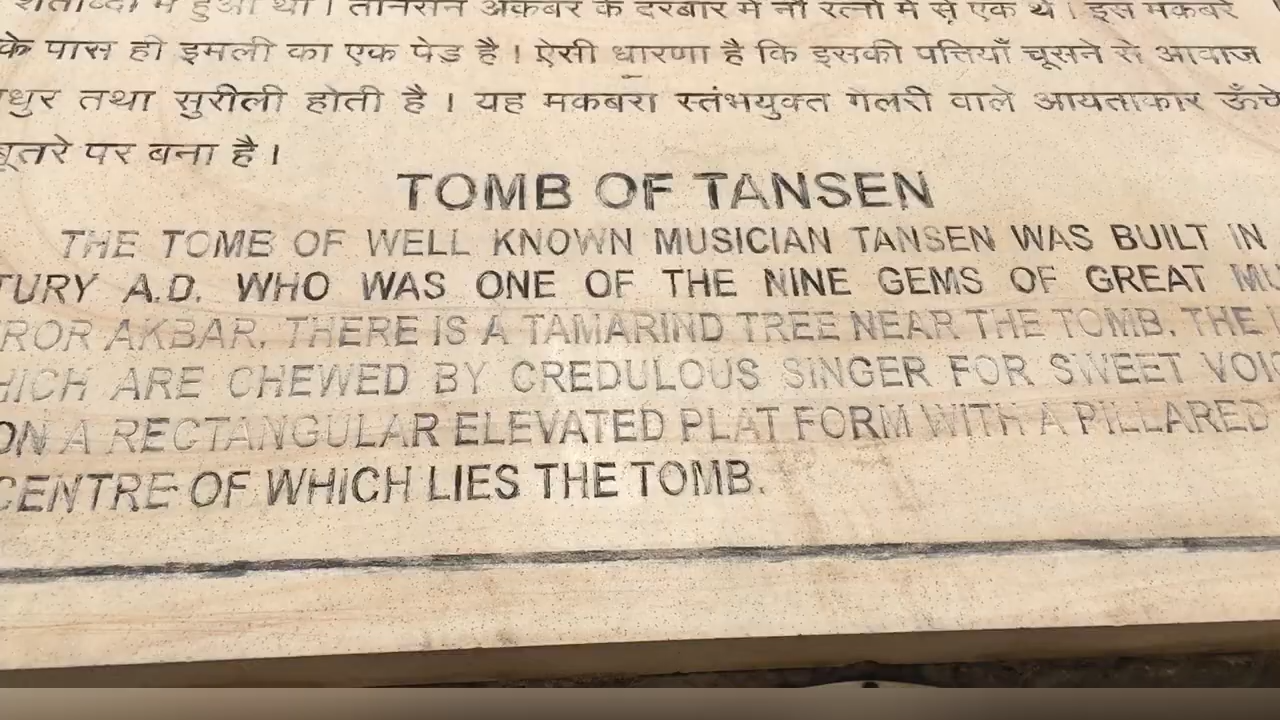 में हुआ था । तानसेन अकबर के दरबार में नौ रत्नों में से एक थे । इस मकबरे
के पास ही इमली का एक पेड़ है । ऐसी धारणा है कि इसकी पत्तियाँ चूसने से आवाज
धुर तथा सुरीली होती है । यह मकबरा स्तंभयुक्त गैलरी वाले आयताकार ऊँचे
बूतरे पर बना है ।
TOMB OF TANSEN
THE TOMB OF WELL KNOWN MUSICIAN TANSEN WAS BUILT IN
TURY A.D. WHO WAS ONE OF THE NINE GEMS OF GREAT MU
ROR AKBAR. THERE IS A TAMARIND TREE NEAR THE TOMB. THE
HICH ARE CHEWED BY CREDULOUS SINGER FOR SWEET VOIC
ON A RECTANGULAR ELEVATED PLAT FORM WITH A PILLARED
CENTRE OF WHICH LIES THE TOMB.